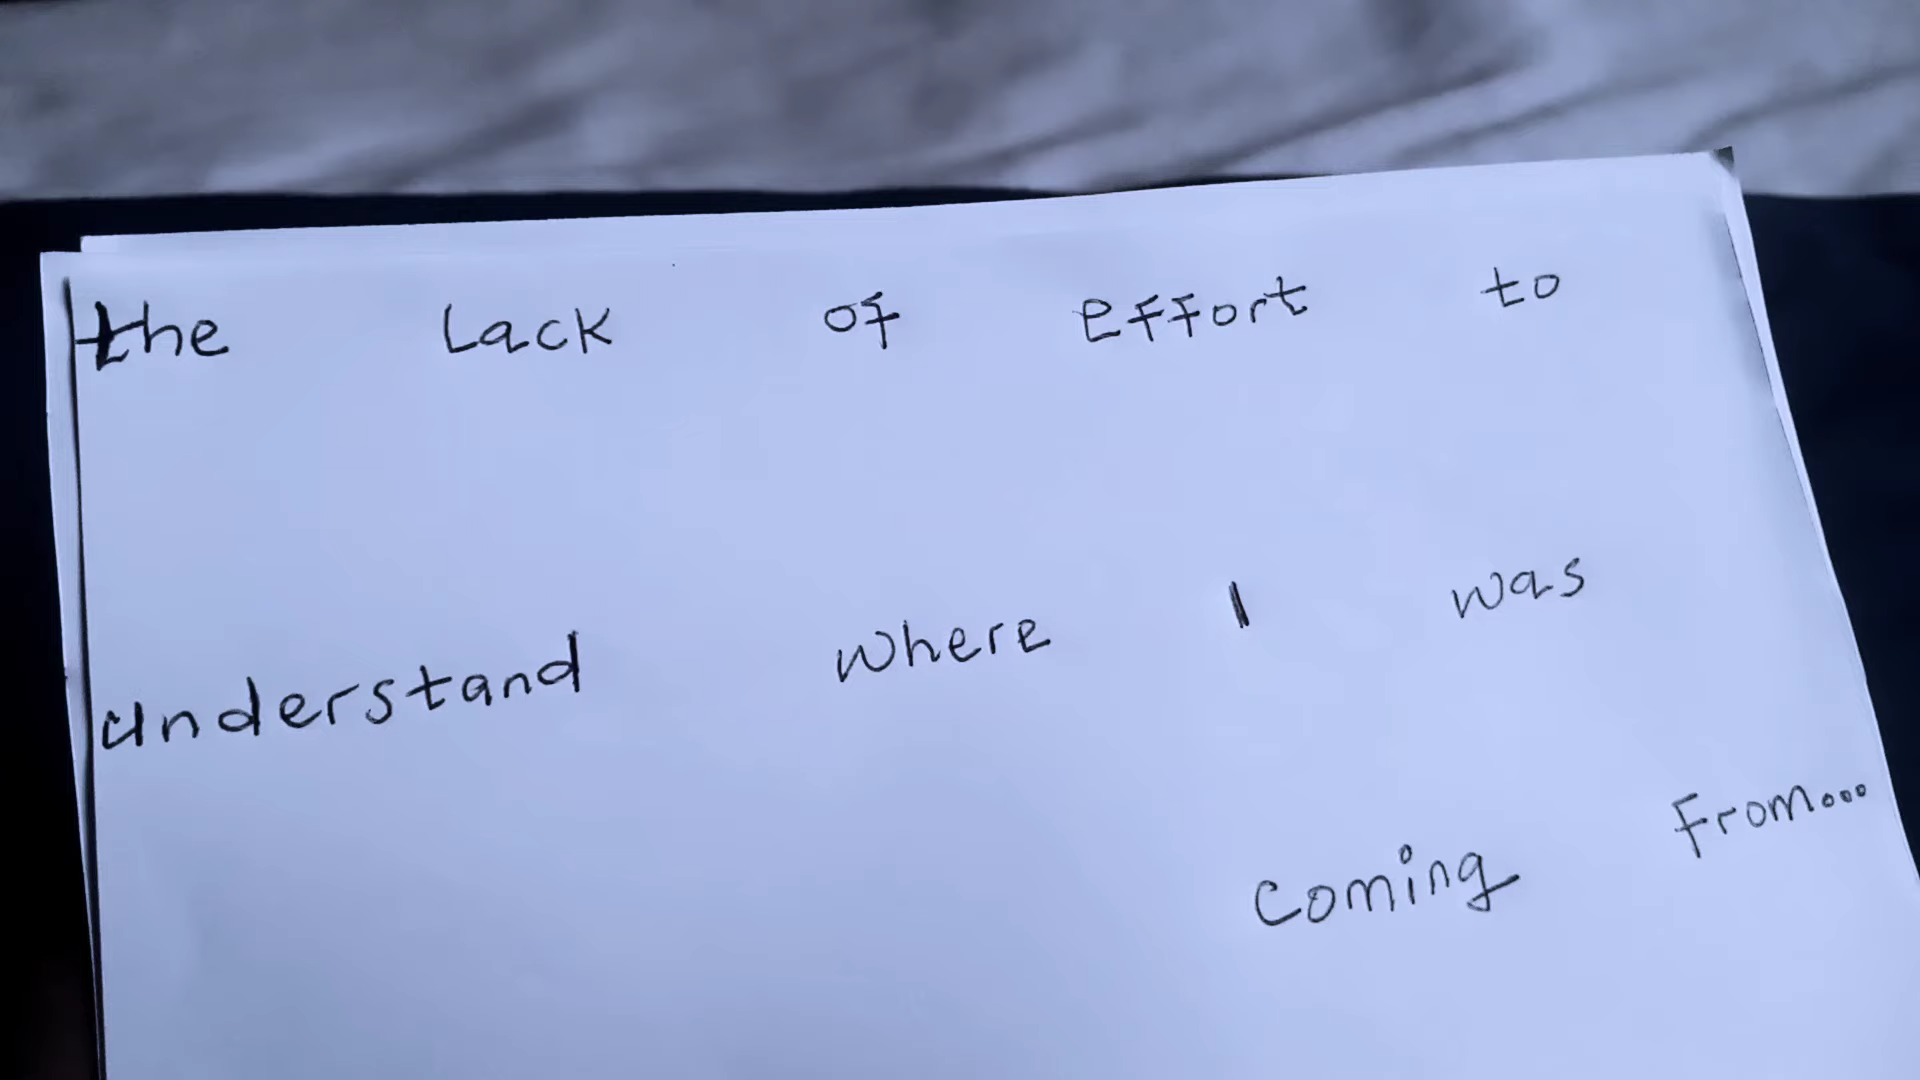 the Lack of effort to
understand where I was
Coming From...